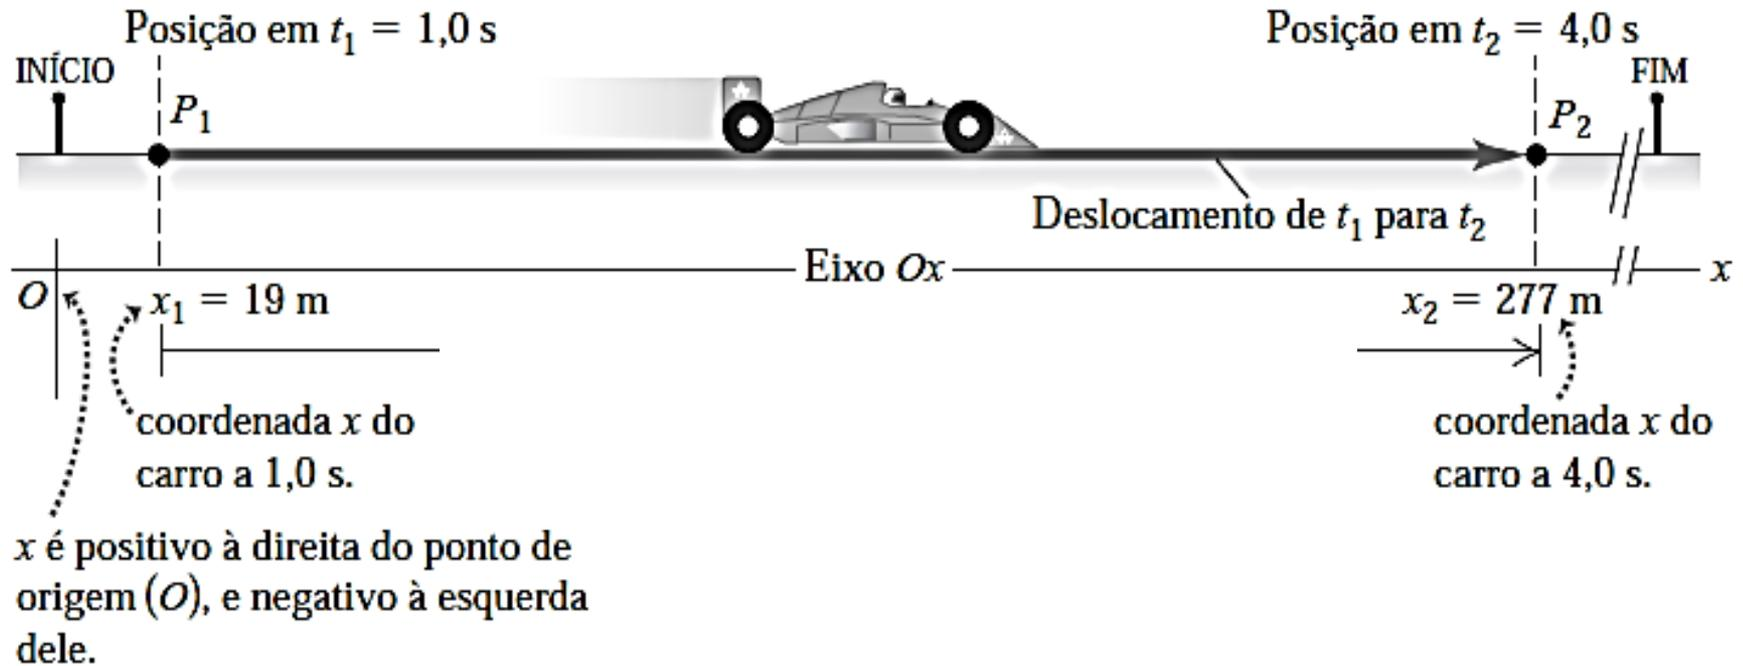 Posição em t₁ = 1,0 s
Posição em t₂ = 4,0 s
INÍCIO
FIM
P₁
P₂
Deslocamento de t₁ para t₂
Eixo Ox
x
O
x₁ = 19 m
x₂ = 277 m
coordenada x do
carro a 1,0 s.
coordenada x do
carro a 4,0 s.
x é positivo à direita do ponto de
origem (O), e negativo à esquerda
dele.